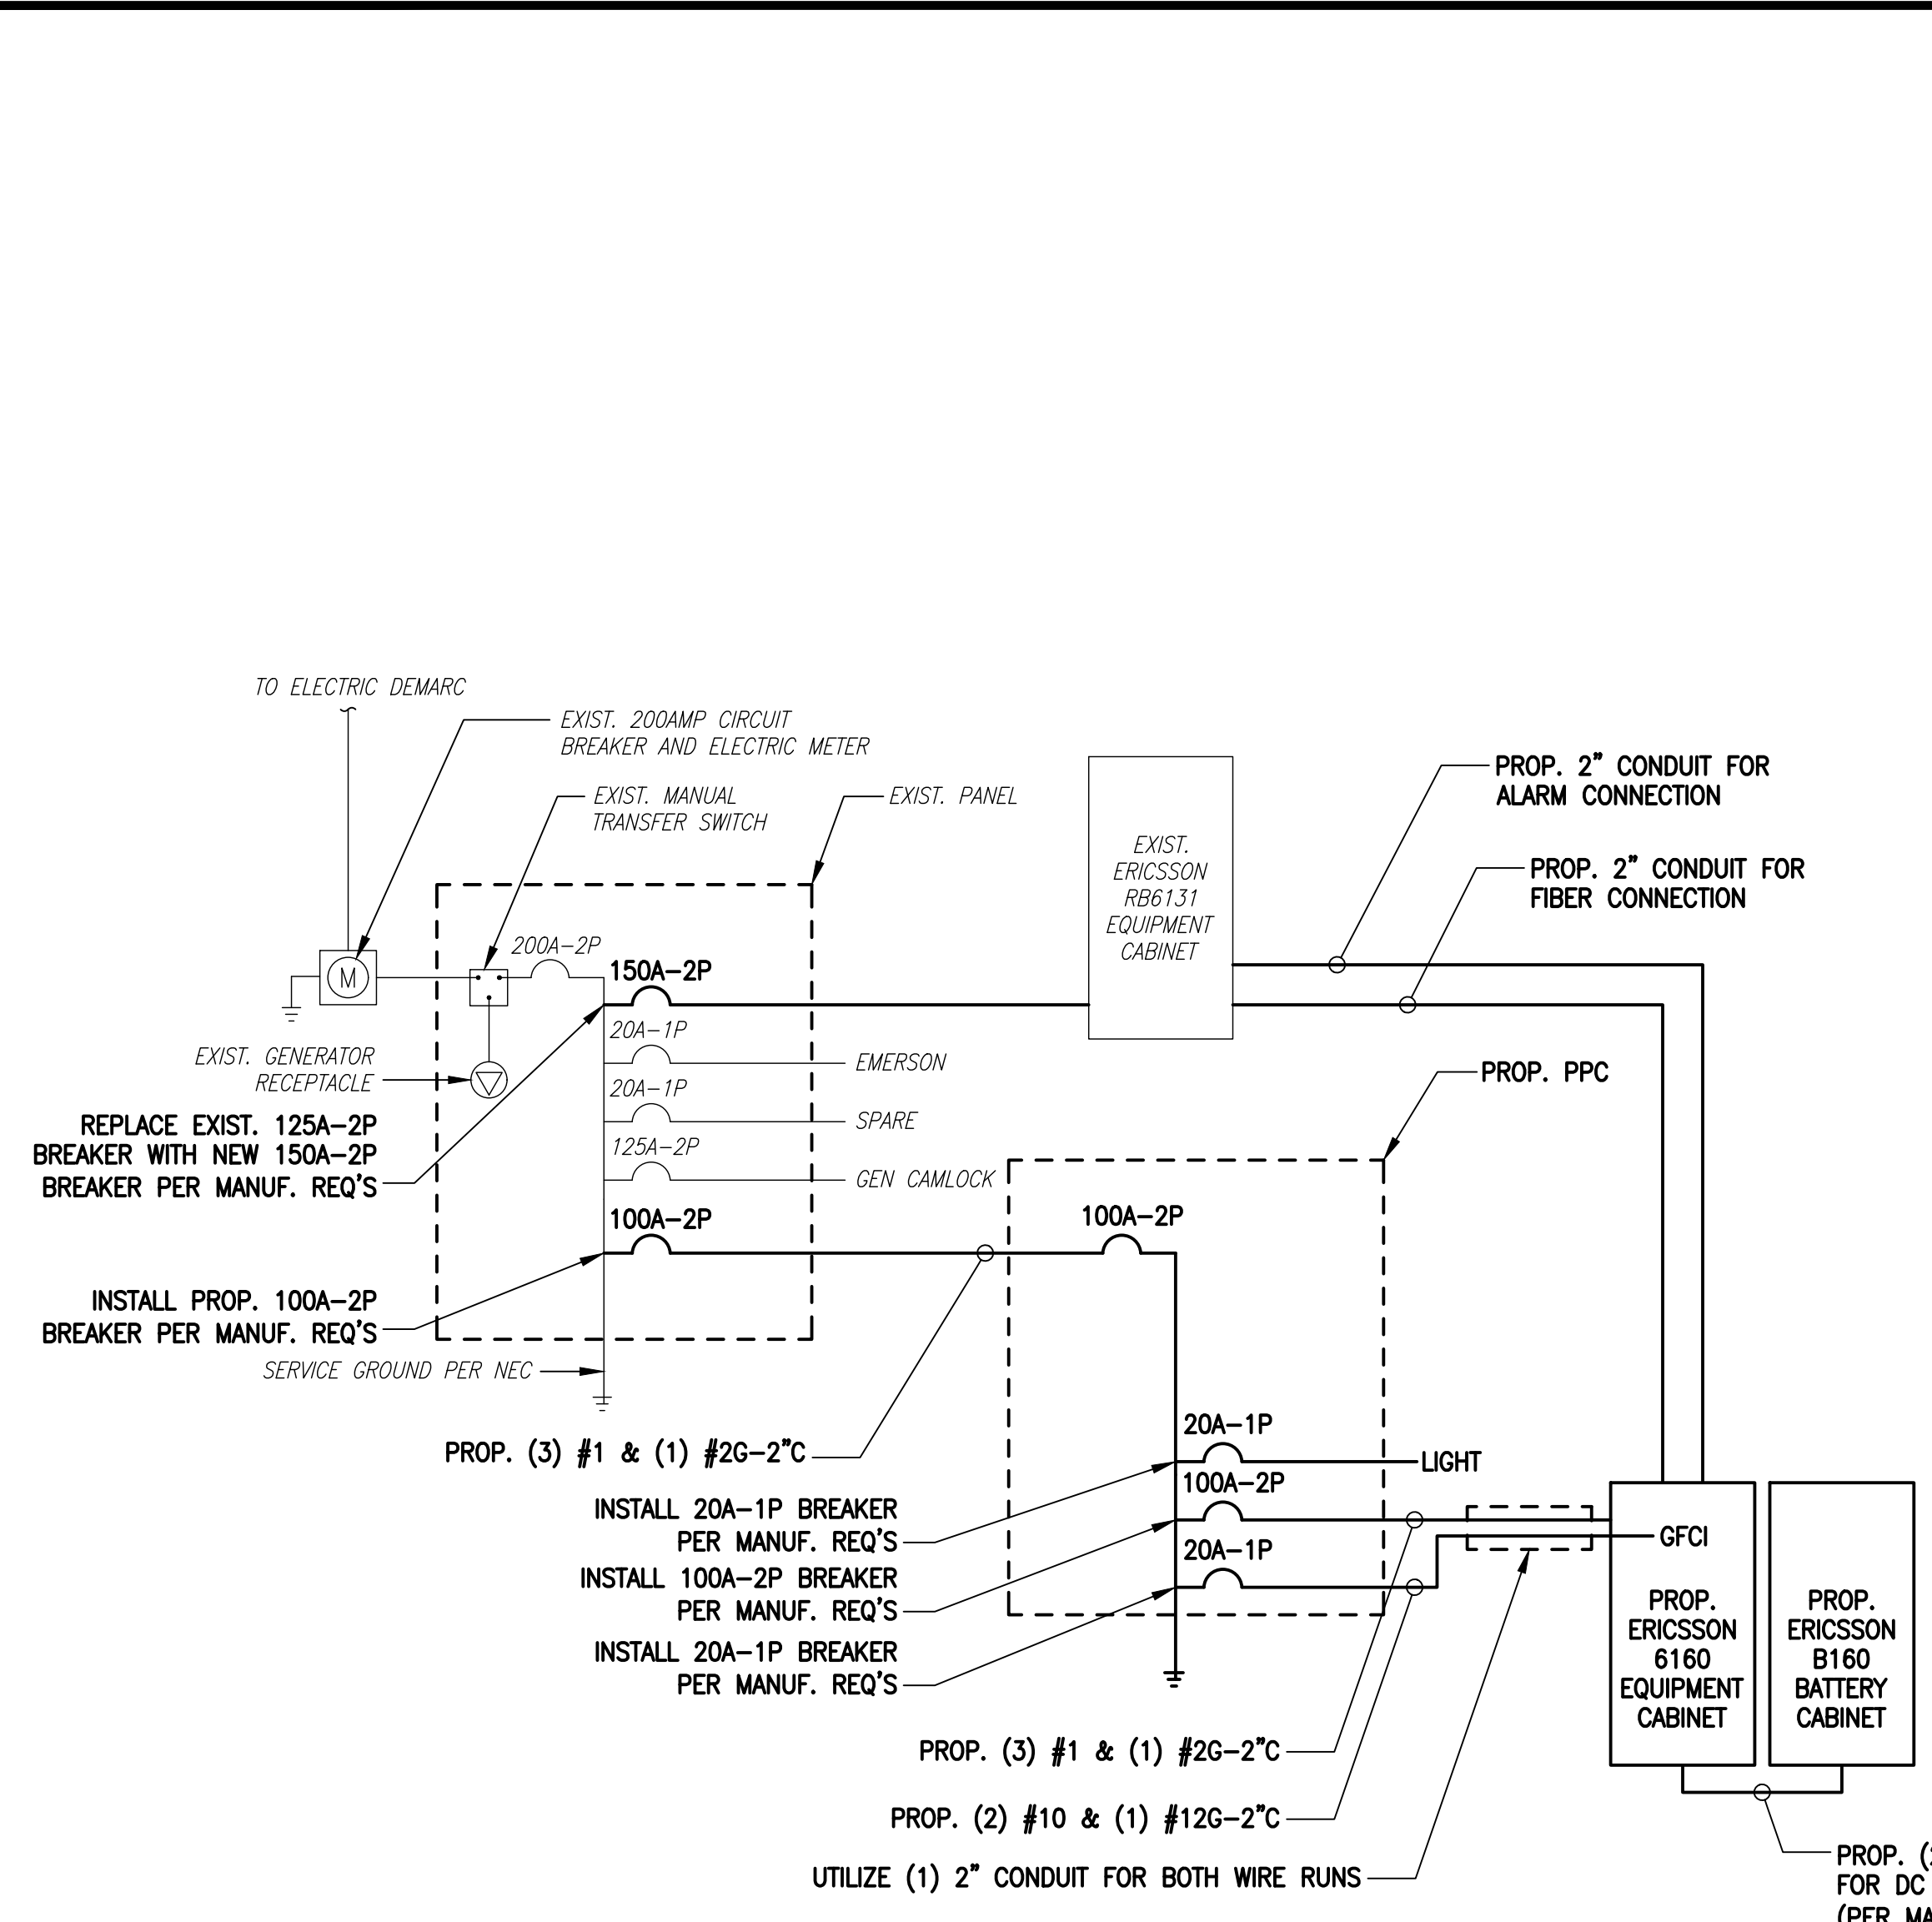 TO ELECTRIC DEMARC
EXIST. 200AMP CIRCUIT
BREAKER AND ELECTRIC METER
EXIST. MANUAL
TRANSFER SWITCH
EXIST. PANEL
EXIST.
ERICSSON
RB6131
EQUIPMENT
CABINET
PROP. 2" CONDUIT FOR
ALARM CONNECTION
PROP. 2" CONDUIT FOR
FIBER CONNECTION
M
200A-2P
150A-2P
20A-1P
EMERSON
20A-1P
SPARE
125A-2P
GEN CAMLOCK
100A-2P
EXIST. GENERATOR
RECEPTACLE
REPLACE EXIST. 125A-2P
BREAKER WITH NEW 150A-2P
BREAKER PER MANUF. REQ'S
INSTALL PROP. 100A-2P
BREAKER PER MANUF. REQ'S
SERVICE GROUND PER NEC
PROP. PPC
100A-2P
PROP. (3) #1 & (1) #2G-2"C
20A-1P
LIGHT
100A-2P
20A-1P
GFCI
INSTALL 20A-1P BREAKER
PER MANUF. REQ'S
INSTALL 100A-2P BREAKER
PER MANUF. REQ'S
INSTALL 20A-1P BREAKER
PER MANUF. REQ'S
PROP.
ERICSSON
6160
EQUIPMENT
CABINET
PROP.
ERICSSON
B160
BATTERY
CABINET
PROP. (3) #1 & (1) #2G-2"C
PROP. (2) #10 & (1) #12G-2"C
UTILIZE (1) 2" CONDUIT FOR BOTH WIRE RUNS
PROP.
FOR DC
(PER